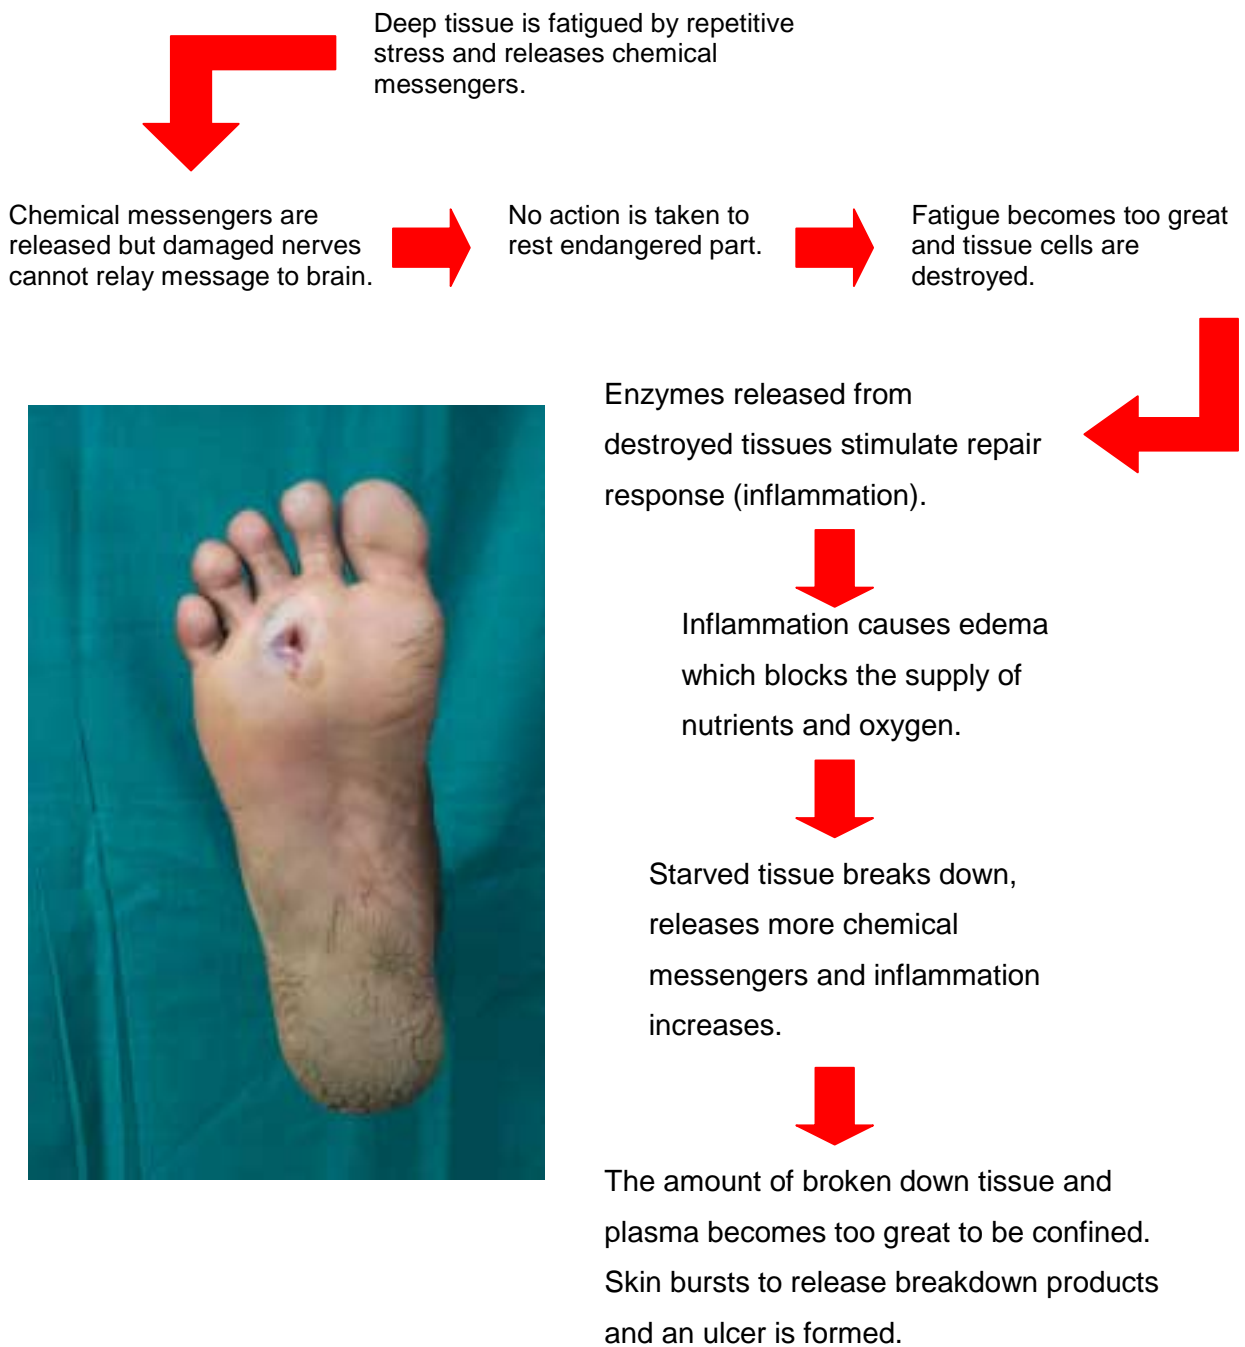 Deep tissue is fatigued by repetitive
stress and releases chemical
messengers.
Chemical messengers are
released but damaged nerves
cannot relay message to brain.
No action is taken to
rest endangered part.
Fatigue becomes too great
and tissue cells are
destroyed.
Enzymes released from
destroyed tissues stimulate repair
response (inflammation).
Inflammation causes edema
which blocks the supply of
nutrients and oxygen.
Starved tissue breaks down,
releases more chemical
messengers and inflammation
increases.
The amount of broken down tissue and
plasma becomes too great to be confined.
Skin bursts to release breakdown products
and an ulcer is formed.